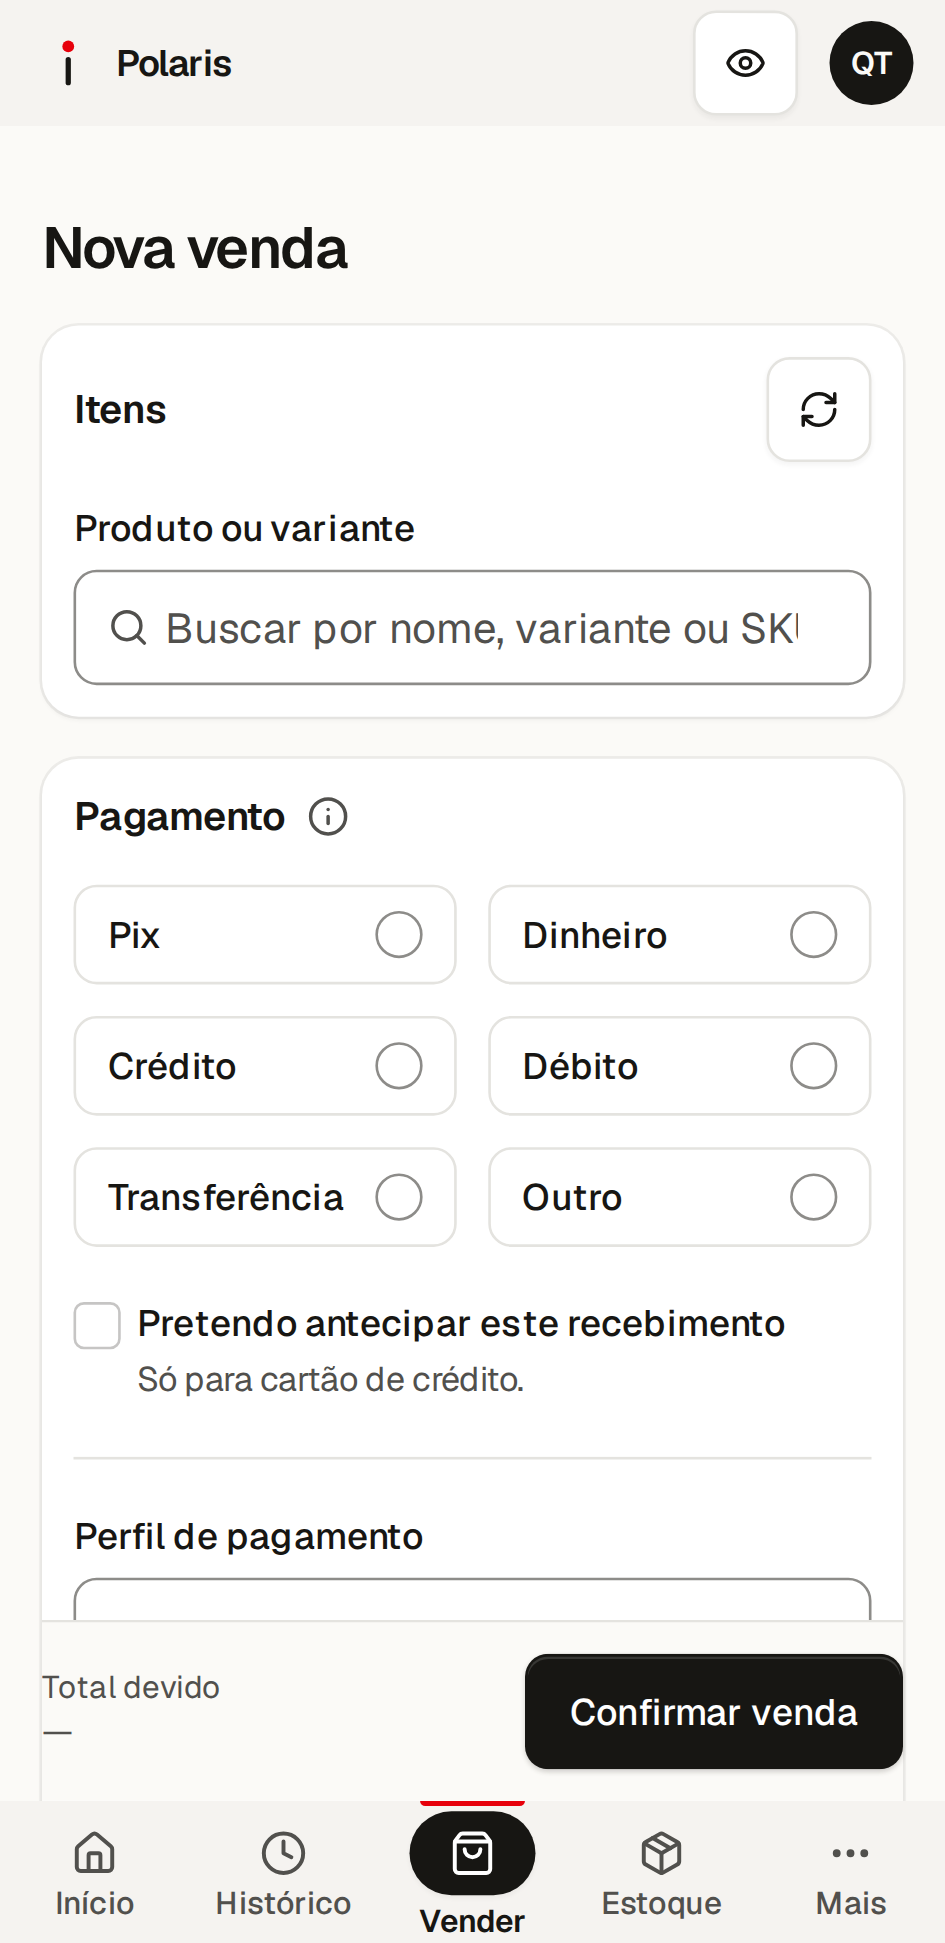 Polaris
QT
Nova venda
Itens
Produto ou variante
Buscar por nome, variante ou SK
Pagamento
Pix
Dinheiro
Crédito
Débito
Transferência
Outro
Pretendo antecipar este recebimento
Só para cartão de crédito.
Perfil de pagamento
Total devido
—
Confirmar venda
Início
Histórico
Vender
Estoque
Mais